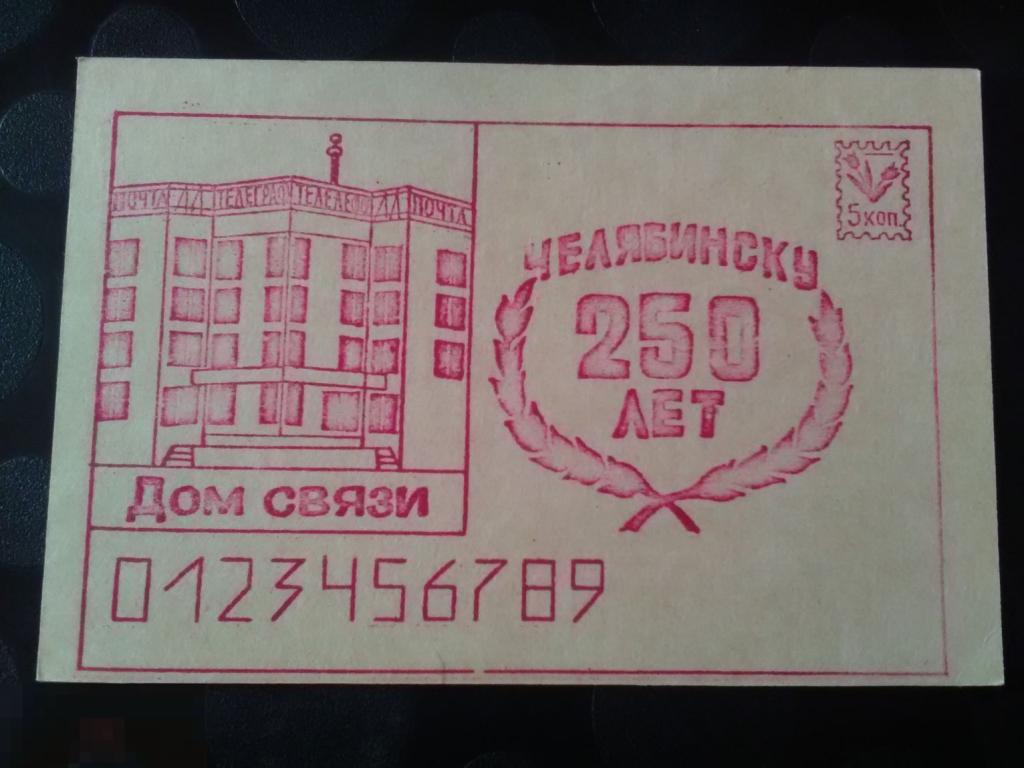 ПОЧТА ТЕЛЕГРАФ ТЕЛЕФОН ПОЧТА
5 коп.
ЧЕЛЯБИНСКУ
250
ЛЕТ
ДОМ СВЯЗИ
0123456789